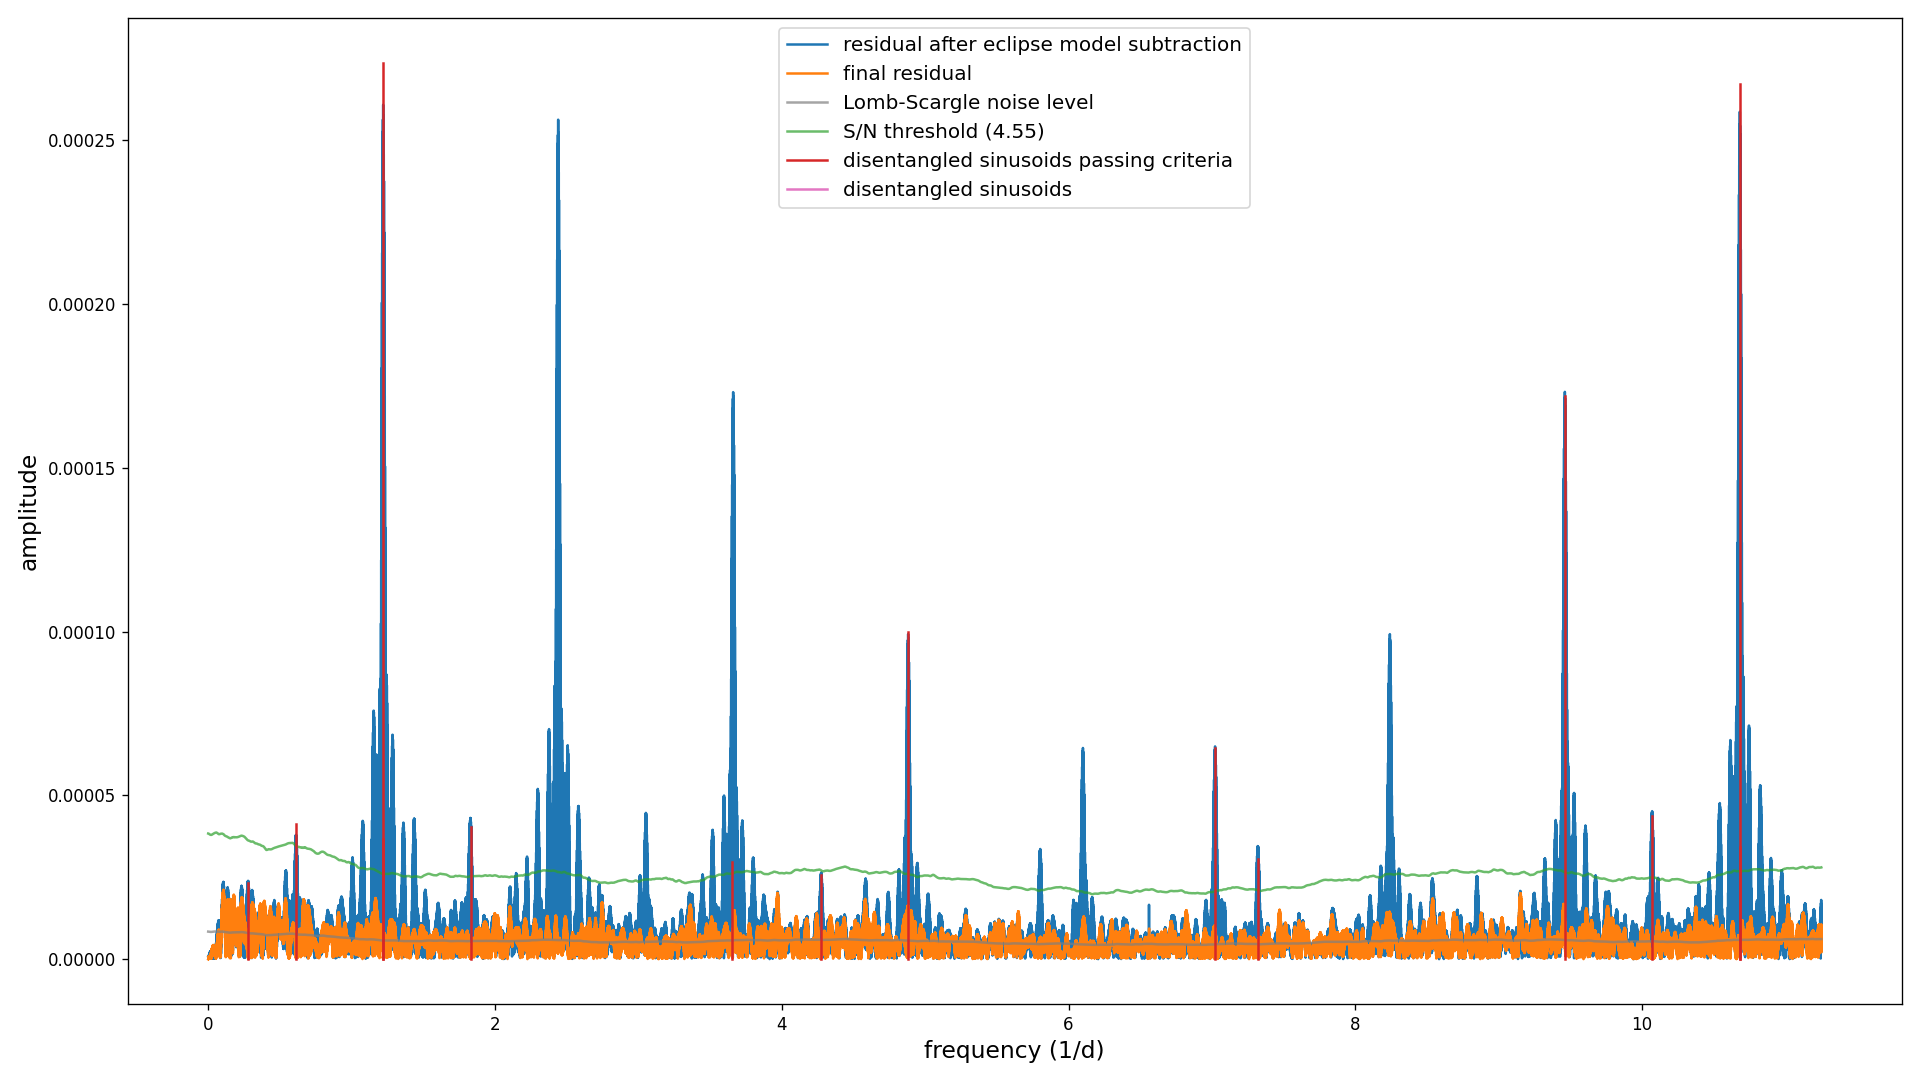 residual after eclipse model subtraction
final residual
Lomb-Scargle noise level
S/N threshold (4.55)
disentangled sinusoids passing criteria
disentangled sinusoids
amplitude
0.00025
0.00020
0.00015
0.00010
0.00005
0.00000
0 2 4 6 8 10
frequency (1/d)